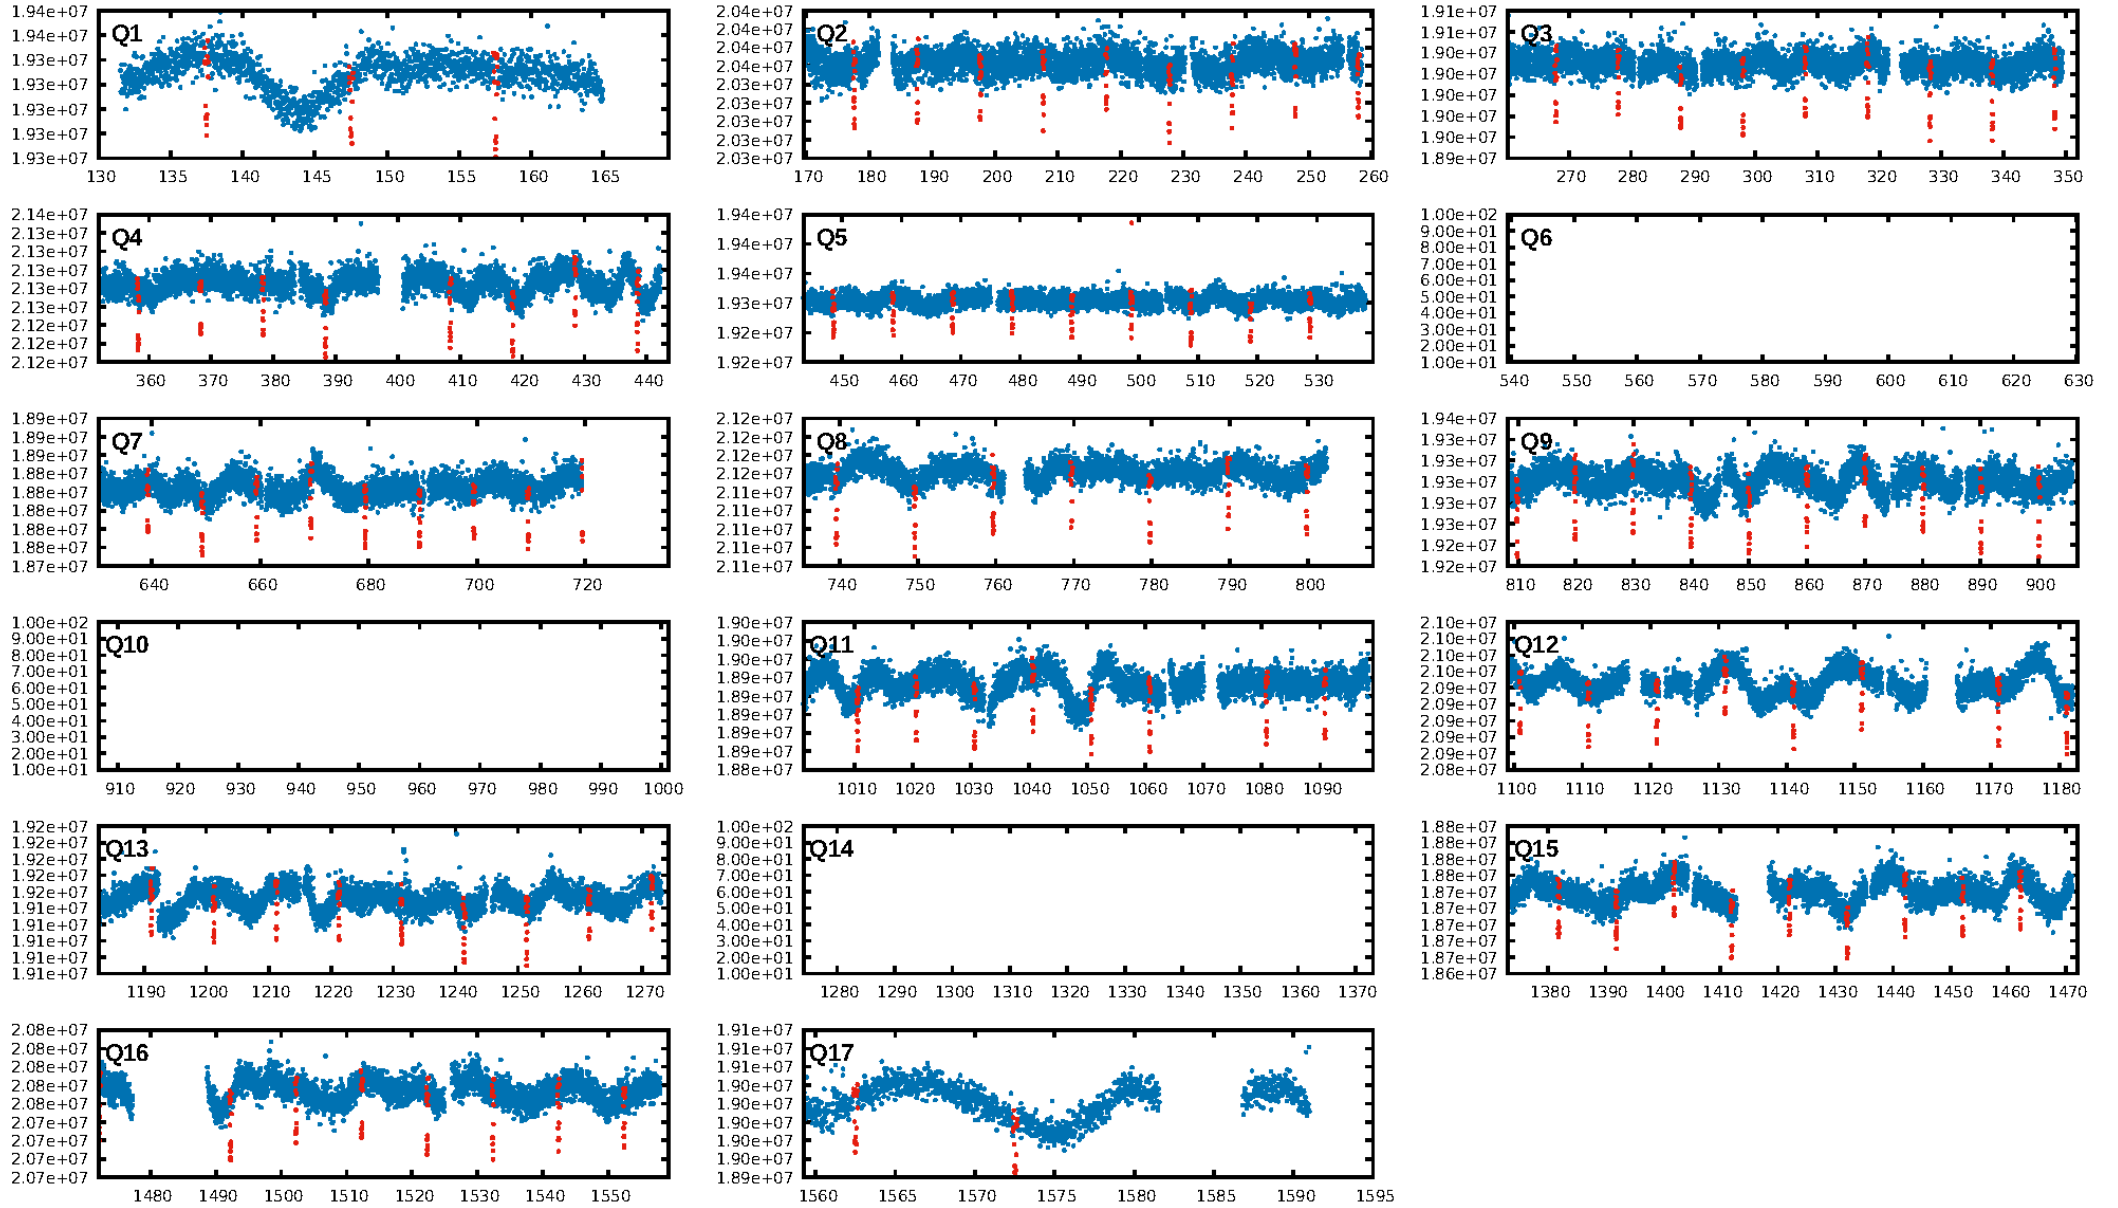 1.94e+07 1.94e+07 1.93e+07 1.93e+07 1.93e+07 1.93e+07 1.93e+07
Q1
130 135 140 145 150 155 160 165
2.04e+07 2.04e+07 2.04e+07 2.04e+07 2.03e+07 2.03e+07 2.03e+07 2.03e+07 2.03e+07
Q2
170 180 190 200 210 220 230 240 250 260
1.91e+07 1.91e+07 1.90e+07 1.90e+07 1.90e+07 1.90e+07 1.90e+07 1.89e+07
Q3
270 280 290 300 310 320 330 340 350
2.14e+07 2.13e+07 2.13e+07 2.13e+07 2.13e+07 2.13e+07 2.12e+07 2.12e+07 2.12e+07
Q4
360 370 380 390 400 410 420 430 440
1.94e+07 1.94e+07 1.94e+07 1.93e+07 1.92e+07 1.92e+07
Q5
450 460 470 480 490 500 510 520 530
1.00e+02 9.00e+01 8.00e+01 7.00e+01 6.00e+01 5.00e+01 4.00e+01 3.00e+01 2.00e+01 1.00e+01
Q6
540 550 560 570 580 590 600 610 620 630
1.89e+07 1.89e+07 1.89e+07 1.88e+07 1.88e+07 1.88e+07 1.88e+07 1.88e+07 1.87e+07
Q7
640 660 680 700 720
2.12e+07 2.12e+07 2.12e+07 2.12e+07 2.11e+07 2.11e+07 2.11e+07 2.11e+07 2.11e+07
Q8
740 750 760 770 780 790 800
1.94e+07 1.93e+07 1.93e+07 1.93e+07 1.93e+07 1.93e+07 1.92e+07 1.92e+07
Q9
810 820 830 840 850 860 870 880 890 900
1.00e+02 9.00e+01 8.00e+01 7.00e+01 6.00e+01 5.00e+01 4.00e+01 3.00e+01 2.00e+01 1.00e+01
Q10
910 920 930 940 950 960 970 980 990 1000
1.90e+07 1.90e+07 1.90e+07 1.89e+07 1.89e+07 1.89e+07 1.89e+07 1.89e+07 1.88e+07
Q11
1010 1020 1030 1040 1050 1060 1070 1080 1090
2.10e+07 2.10e+07 2.10e+07 2.10e+07 2.09e+07 2.09e+07 2.09e+07 2.09e+07 2.08e+07
Q12
1100 1110 1120 1130 1140 1150 1160 1170 1180
1.92e+07 1.92e+07 1.92e+07 1.92e+07 1.91e+07 1.91e+07 1.91e+07 1.91e+07 1.91e+07
Q13
1190 1200 1210 1220 1230 1240 1250 1260 1270
1.00e+02 9.00e+01 8.00e+01 7.00e+01 6.00e+01 5.00e+01 4.00e+01 3.00e+01 2.00e+01 1.00e+01
Q14
1280 1290 1300 1310 1320 1330 1340 1350 1360 1370
1.88e+07 1.88e+07 1.88e+07 1.87e+07 1.87e+07 1.87e+07 1.87e+07 1.87e+07 1.86e+07
Q15
1380 1390 1400 1410 1420 1430 1440 1450 1460 1470
2.08e+07 2.08e+07 2.08e+07 2.08e+07 2.08e+07 2.07e+07 2.07e+07 2.07e+07 2.07e+07
Q16
1480 1490 1500 1510 1520 1530 1540 1550
1.91e+07 1.91e+07 1.91e+07 1.90e+07 1.90e+07 1.90e+07 1.90e+07 1.90e+07 1.89e+07
Q17
1560 1565 1570 1575 1580 1585 1590 1595